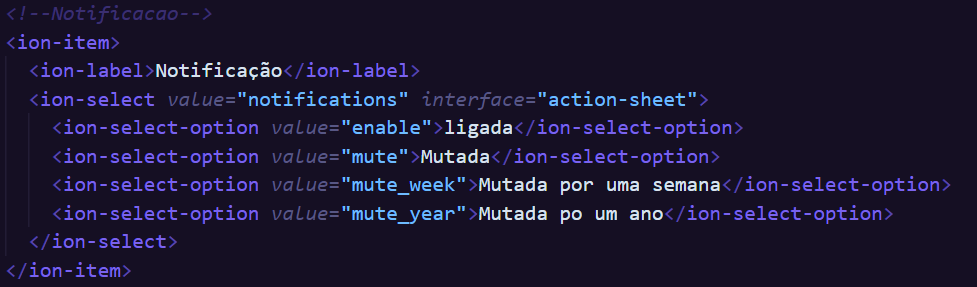 <!--Notificacao-->
<ion-item>
<ion-label>Notificação</ion-label>
<ion-select value="notifications" interface="action-sheet">
<ion-select-option value="enable">ligada</ion-select-option>
<ion-select-option value="mute">Mutada</ion-select-option>
<ion-select-option value="mute_week">Mutada por uma semana</ion-select-option>
<ion-select-option value="mute_year">Mutada po um ano</ion-select-option>
</ion-select>
</ion-item>